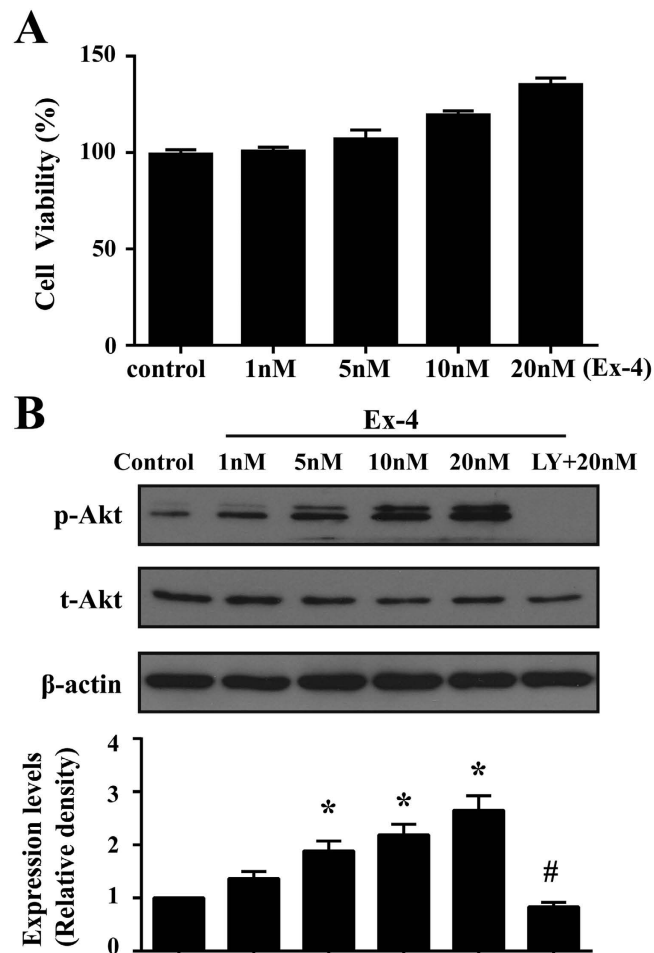 A
Cell Viability (%)
150
100
50
0
control 1nM 5nM 10nM 20nM (Ex-4)
B
Ex-4
Control 1nM 5nM 10nM 20nM LY+20nM
p-Akt
t-Akt
β-actin
Expression levels
(Relative density)
4
3
2
1
0
* * * #